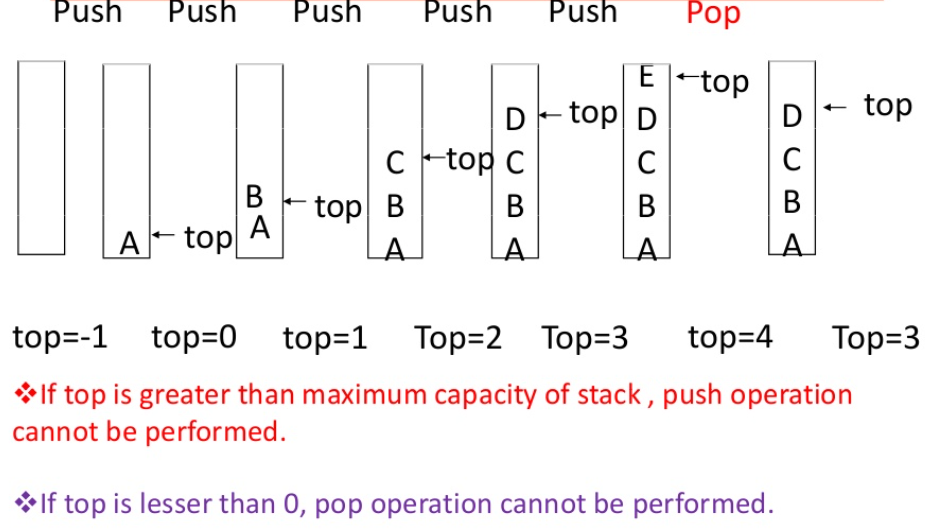 Push Push Push Push Push Pop
E ←top
D ←top D D ← top
C ←top C C C
B ← top B B B B
A ← top A A A A A
top=-1 top=0 top=1 Top=2 Top=3 top=4 Top=3
❖If top is greater than maximum capacity of stack , push operation
cannot be performed.
❖If top is lesser than 0, pop operation cannot be performed.